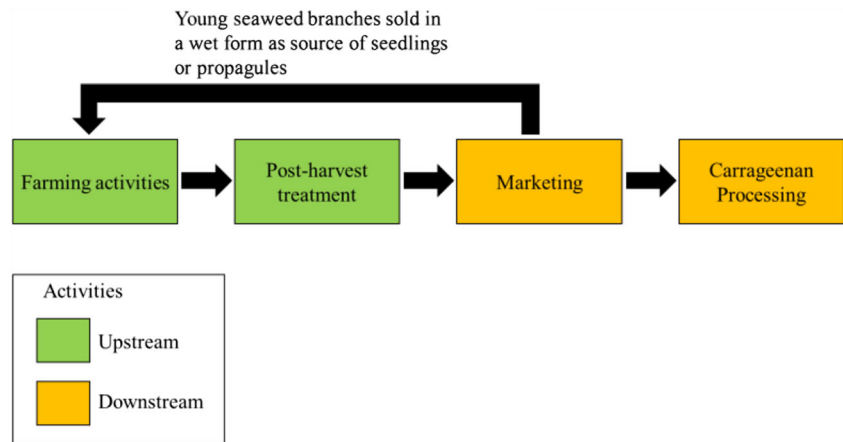 Young seaweed branches sold in
a wet form as source of seedlings
or propagules
Farming activities
Post-harvest
treatment
Marketing
Carrageenan
Processing
Activities
Upstream
Downstream